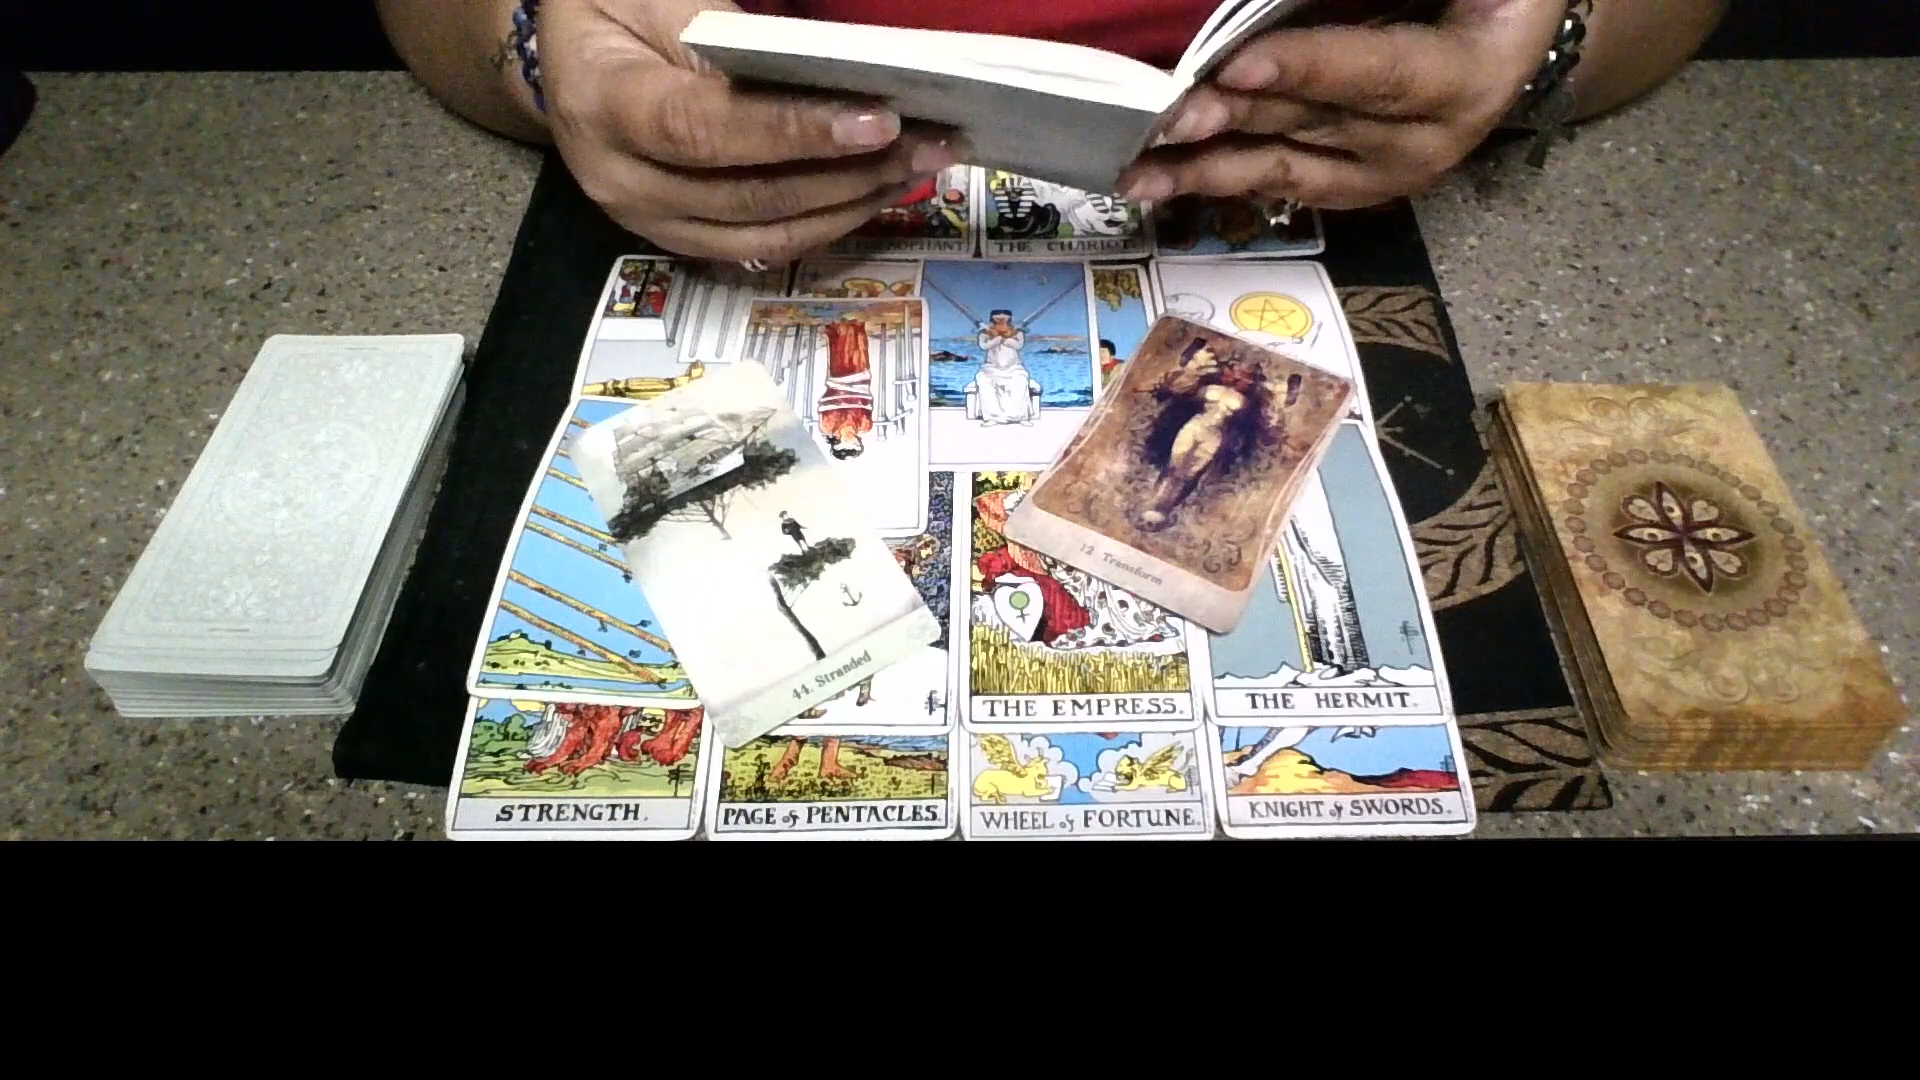 HIEROPHANT
THE CHARIOT.
12 Transform
44. Stranded
THE EMPRESS.
THE HERMIT.
STRENGTH.
PAGE of PENTACLES.
WHEEL of FORTUNE.
KNIGHT of SWORDS.